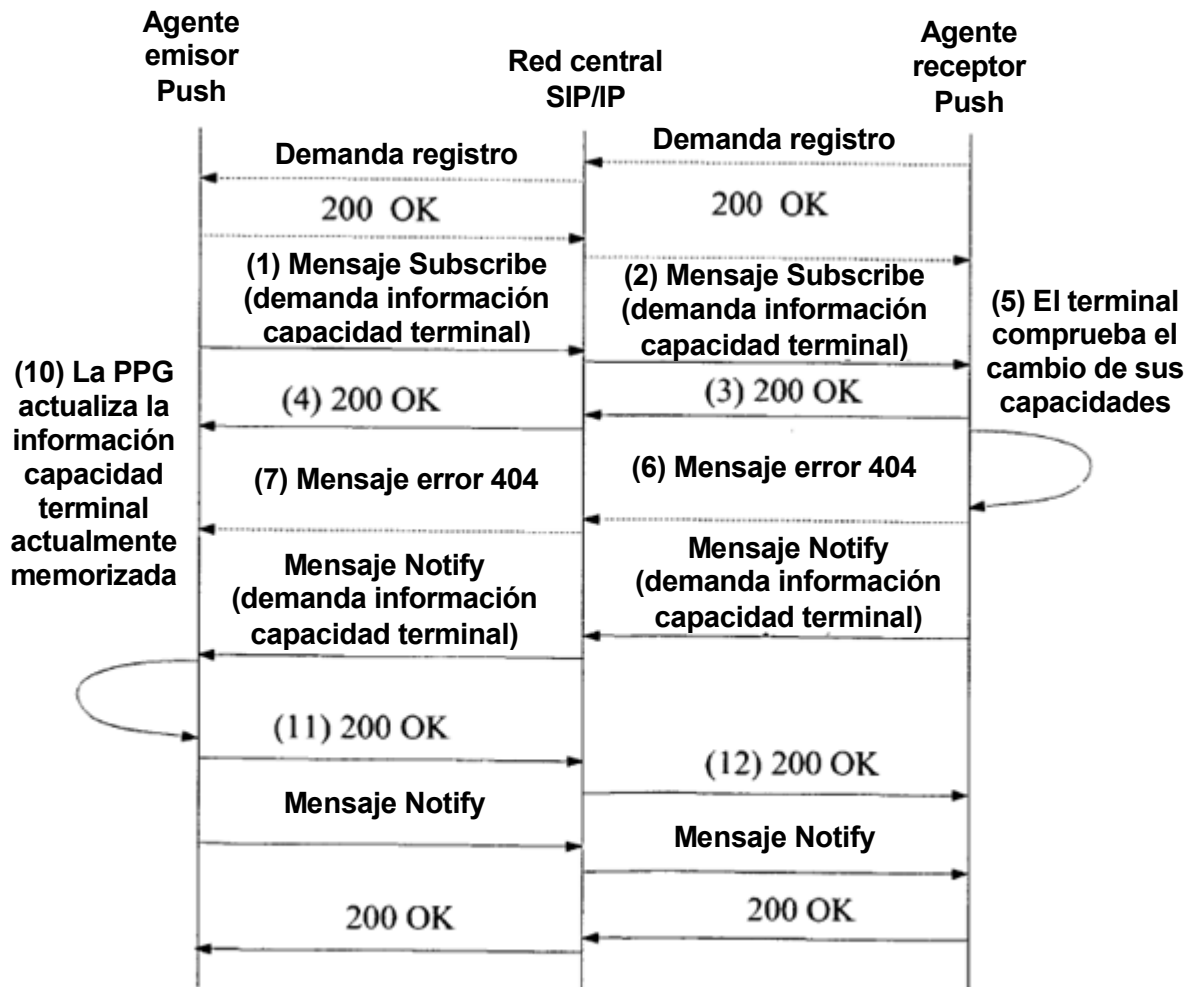 Agente
emisor
Push
Red central
SIP/IP
Agente
receptor
Push
Demanda registro
Demanda registro
200 OK
200 OK
(1) Mensaje Subscribe
(demanda información
capacidad terminal)
(2) Mensaje Subscribe
(demanda información
capacidad terminal)
(5) El terminal
comprueba el
cambio de sus
capacidades
(10) La PPG
actualiza la
información
capacidad
terminal
actualmente
memorizada
(4) 200 OK
(3) 200 OK
(7) Mensaje error 404
(6) Mensaje error 404
Mensaje Notify
(demanda información
capacidad terminal)
Mensaje Notify
(demanda información
capacidad terminal)
(11) 200 OK
(12) 200 OK
Mensaje Notify
Mensaje Notify
200 OK
200 OK